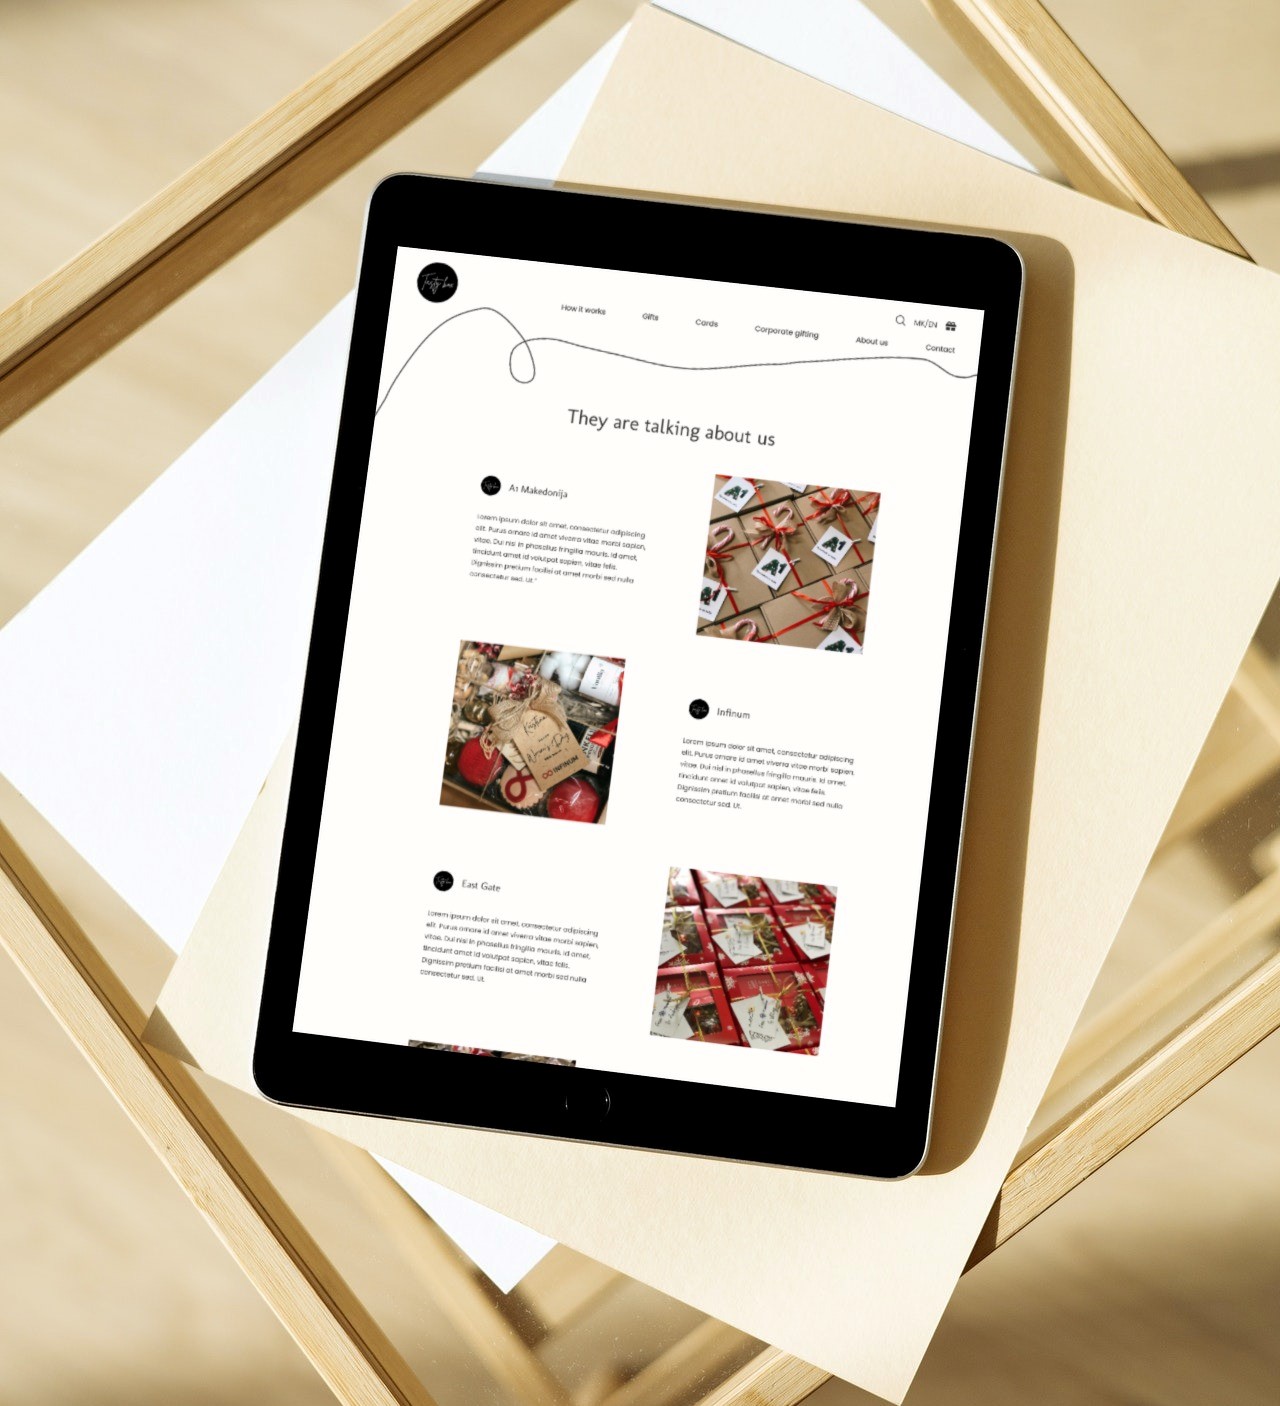 Tasty box
MK/EN
How it works
Gifts
Cards
Corporate gifting
About us
Contact
They are talking about us
A1 Makedonija
Lorem ipsum dolor sit amet, consectetur adipiscing
elit. Purus ornare id amet viverra vitae morbi sapien,
vitae. Dui nisl in phasellus fringilla mauris. Id amet,
tincidunt amet id volutpat sapien, vitae felis.
Dignissim pretium facilisi at amet morbi sed nulla
consectetur sed. Ut."
A1
A1
A1
A1
A1
Kristina
Women's Day
INFINUM
Infinum
Lorem ipsum dolor sit amet, consectetur adipiscing
elit. Purus ornare id amet viverra vitae morbi sapien,
vitae. Dui nisl in phasellus fringilla mauris. Id amet,
tincidunt amet id volutpat sapien, vitae felis.
Dignissim pretium facilisi at amet morbi sed nulla
consectetur sed. Ut.
East Gate
Lorem ipsum dolor sit amet, consectetur adipiscing
elit. Purus ornare id amet viverra vitae morbi sapien,
vitae. Dui nisl in phasellus fringilla mauris. Id amet,
tincidunt amet id volutpat sapien, vitae felis.
Dignissim pretium facilisi at amet morbi sed nulla
consectetur sed. Ut.